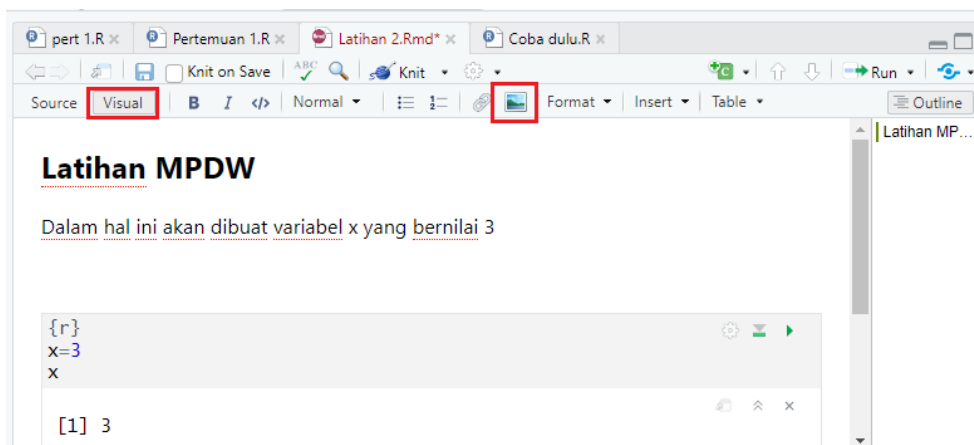 pert 1.R × Pertemuan 1.R × Latihan 2.Rmd* × Coba dulu.R ×
Knit on Save ABC Knit Run
Source Visual B I </> Normal Format Insert Table Outline
Latihan MP...
Latihan MPDW
Dalam hal ini akan dibuat variabel x yang bernilai 3
{r}
x=3
x
[1] 3